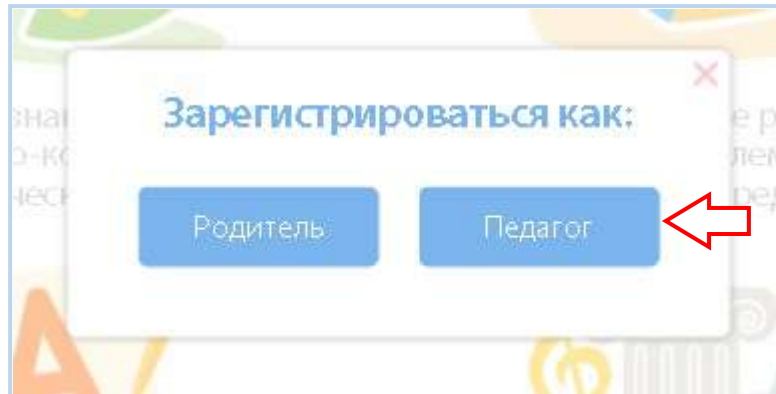 Зарегистрироваться как:
Родитель Педагог